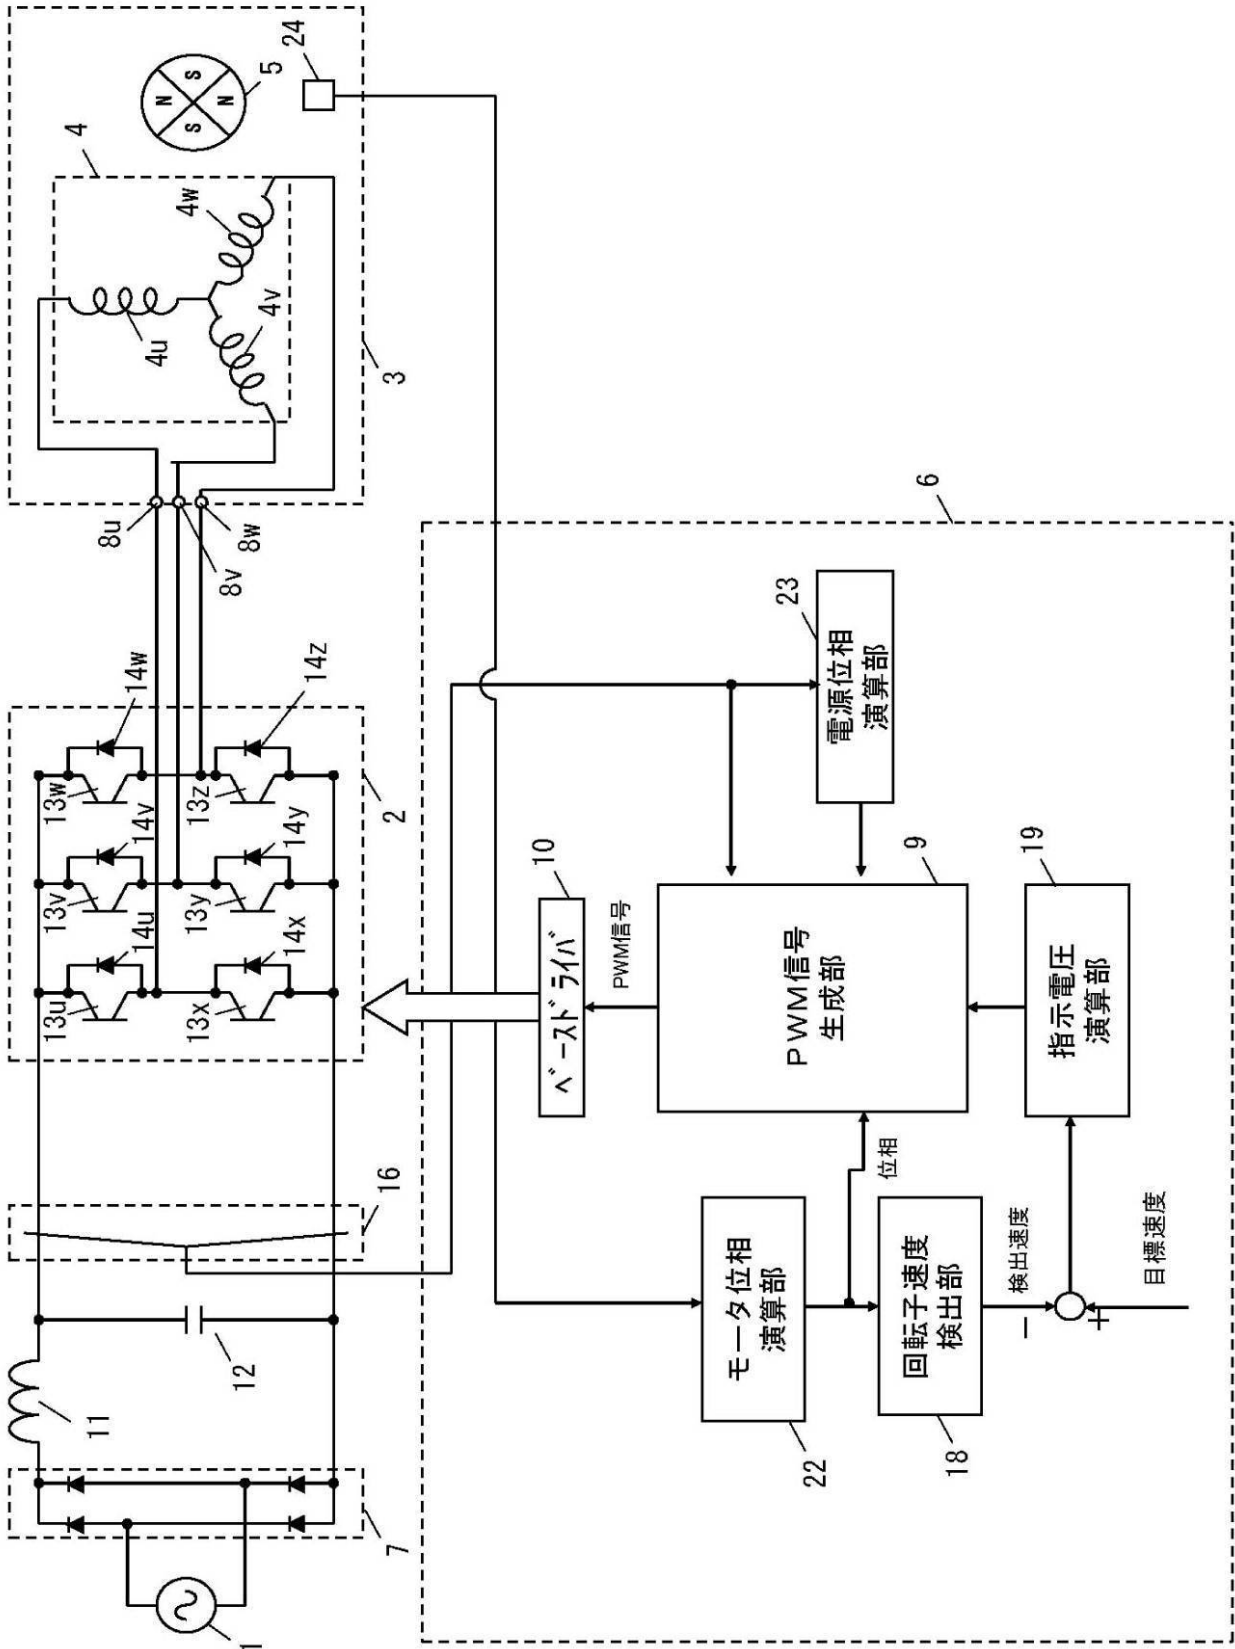 1
7
11
12
16
13u
14u
13v
14v
13w
14w
13x
14x
13y
14y
13z
14z
2
8u
8v
8w
4
4u
4v
4w
N
S
S
N
5
24
3
6
ベースドライバ
10
PWM信号
PWM信号
生成部
9
電源位相
演算部
23
モータ位相
演算部
22
位相
回転子速度
検出部
18
検出速度
−
+
目標速度
指示電圧
演算部
19